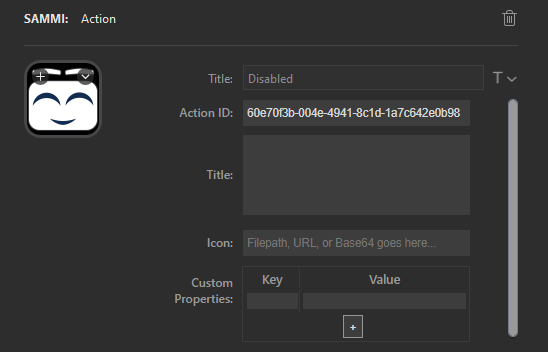 SAMMI: Action
Title: Disabled T
Action ID: 60e70f3b-004e-4941-8c1d-1a7c642e0b98
Title:
Icon: Filepath, URL, or Base64 goes here...
Custom Properties:
Key Value
+